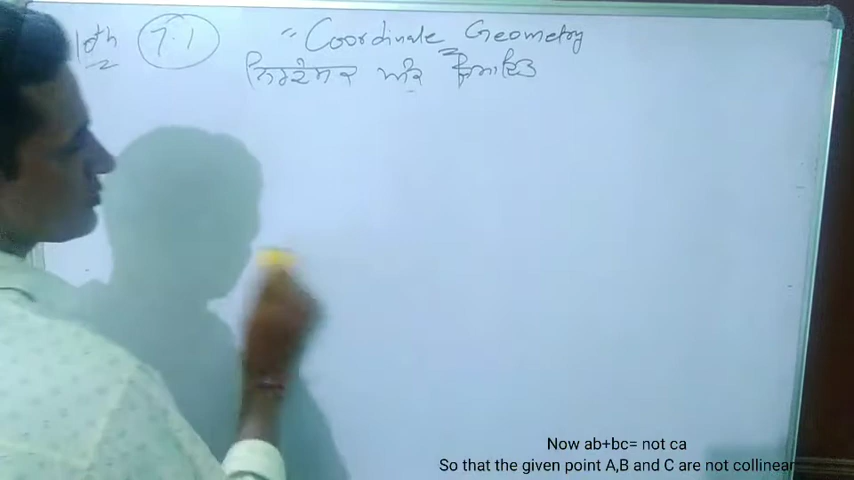 10th 7.1 " Coordinate Geometry
ਨਿਰਦੇਸ਼ਕ ਅੰਕ ਜਿਮਾਇਤੀ
Now ab+bc= not ca
So that the given point A,B and C are not collinear